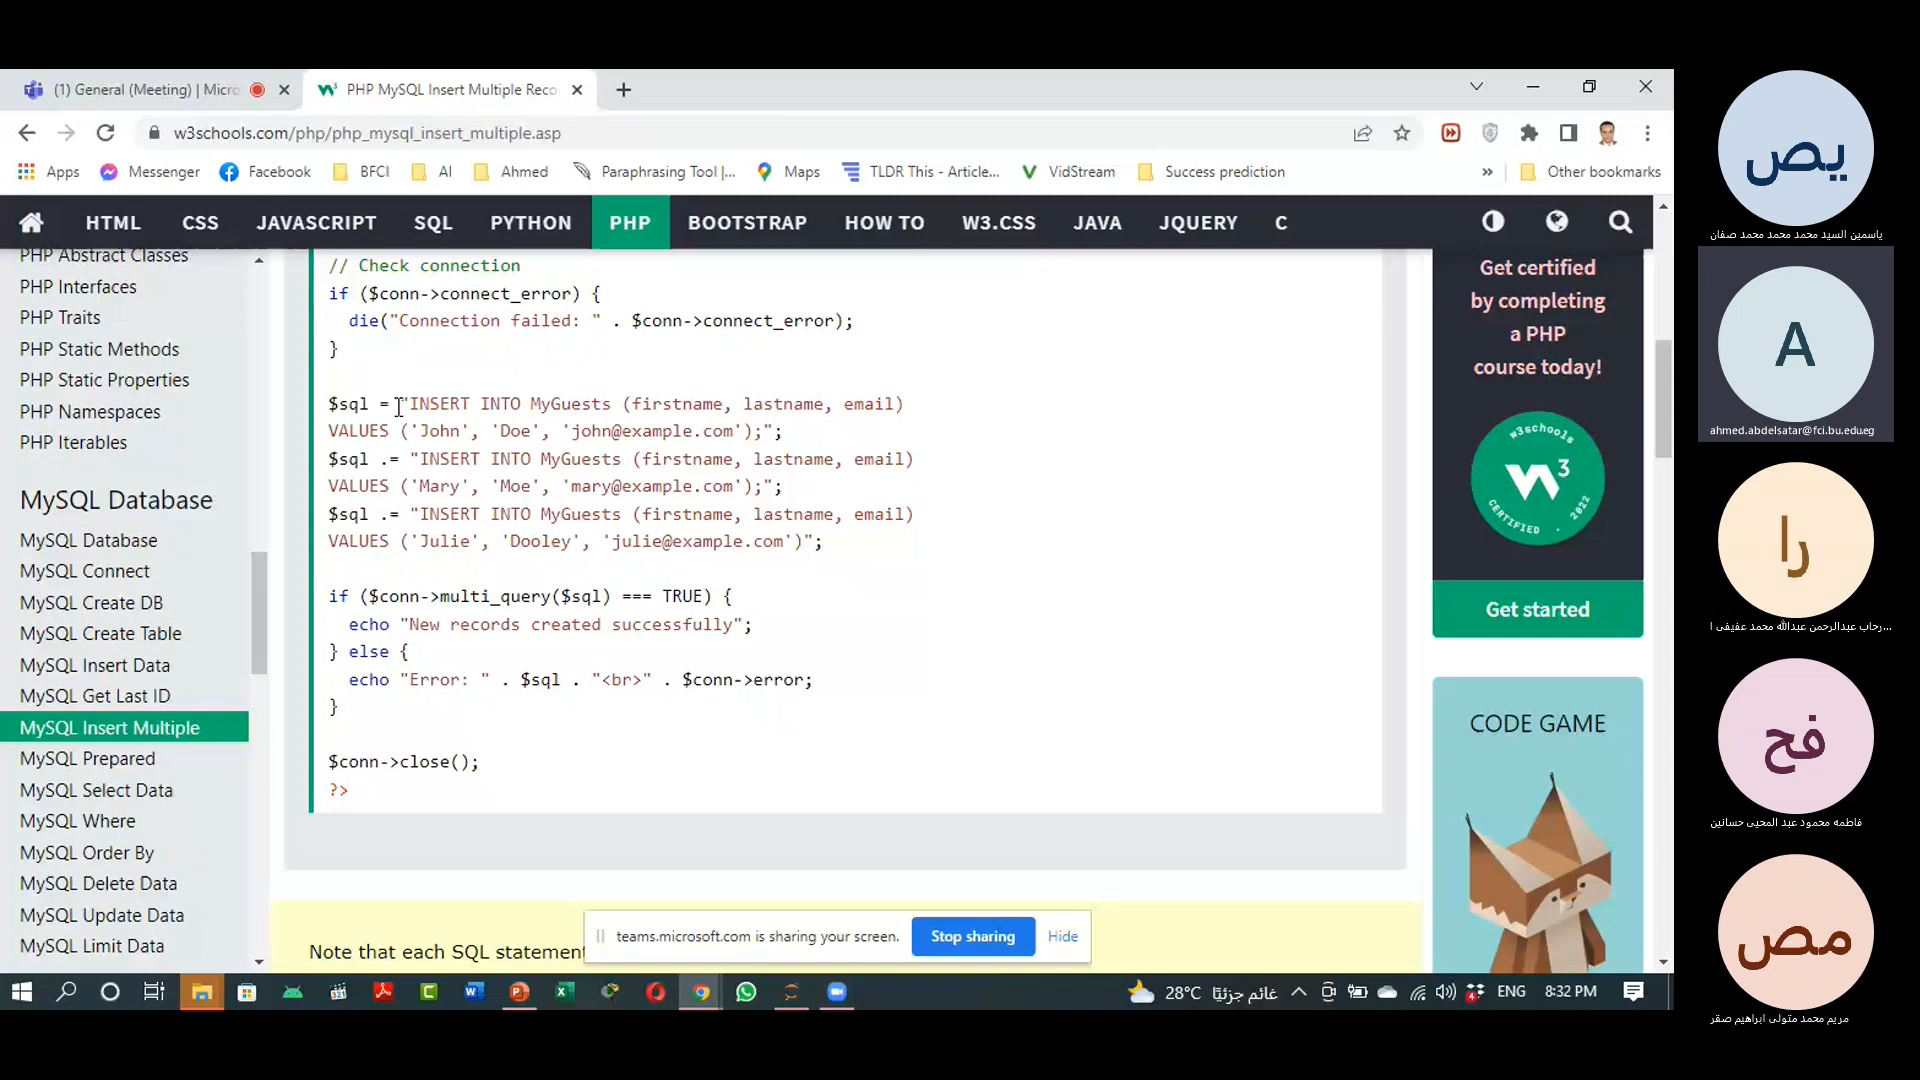 (1) General (Meeting) | Micro
PHP MySQL Insert Multiple Reco
w3schools.com/php/php_mysql_insert_multiple.asp
Apps
Messenger
Facebook
BFCI
AI
Ahmed
Paraphrasing Tool |...
Maps
TLDR This - Article...
VidStream
Success prediction
»
Other bookmarks
HTML
CSS
JAVASCRIPT
SQL
PYTHON
PHP
BOOTSTRAP
HOW TO
W3.CSS
JAVA
JQUERY
C
PHP Abstract Classes
PHP Interfaces
PHP Traits
PHP Static Methods
PHP Static Properties
PHP Namespaces
PHP Iterables
MySQL Database
MySQL Database
MySQL Connect
MySQL Create DB
MySQL Create Table
MySQL Insert Data
MySQL Get Last ID
MySQL Insert Multiple
MySQL Prepared
MySQL Select Data
MySQL Where
MySQL Order By
MySQL Delete Data
MySQL Update Data
MySQL Limit Data
// Check connection
if ($conn->connect_error) {
die("Connection failed: " . $conn->connect_error);
}
$sql = "INSERT INTO MyGuests (firstname, lastname, email)
VALUES ('John', 'Doe', 'john@example.com');";
$sql .= "INSERT INTO MyGuests (firstname, lastname, email)
VALUES ('Mary', 'Moe', 'mary@example.com');";
$sql .= "INSERT INTO MyGuests (firstname, lastname, email)
VALUES ('Julie', 'Dooley', 'julie@example.com')";
if ($conn->multi_query($sql) === TRUE) {
echo "New records created successfully";
} else {
echo "Error: " . $sql . "<br>" . $conn->error;
}
$conn->close();
?>
Note that each SQL statement
teams.microsoft.com is sharing your screen.
Stop sharing
Hide
Get certified
by completing
a PHP
course today!
w3schools
W3
CERTIFIED . 2022
Get started
CODE GAME
28°C
غائم جزئيًا
4
ENG
8:32 PM
يص
ياسمين السيد محمد محمد محمد صفان
A
ahmed.abdelsatar@fci.bu.edu.eg
را
رحاب عبدالرحمن عبدالله محمد عفيفى ا...
فح
فاطمه محمود عبد المحيى حسانين
مص
مريم محمد متولى ابراهيم صقر